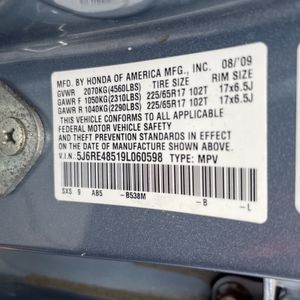 MFD. BY HONDA OF AMERICA MFG., INC. 08/'09
GVWR 2070KG(4560LBS) TIRE SIZE RIM SIZE
GAWR F 1050KG(2310LBS) 225/65R17 102T 17x6.5J
GAWR R 1040KG(2290LBS) 225/65R17 102T 17x6.5J
THIS VEHICLE CONFORMS TO ALL APPLICABLE
FEDERAL MOTOR VEHICLE SAFETY AND
THEFT PREVENTION STANDARDS IN EFFECT
ON THE DATE OF MANUFACTURE SHOWN ABOVE.
V.I.N.: 5J6RE48519L060598 TYPE: MPV
SXS 9 AB5 -B538M -B -L